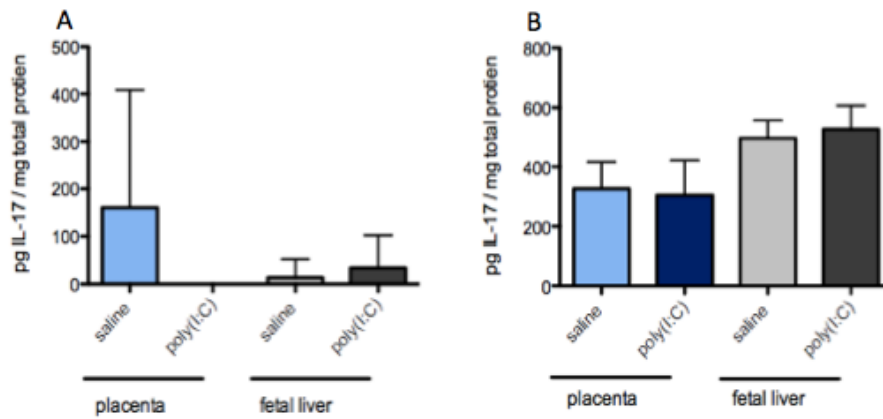 A
pg IL-17 / mg total protien
500
400
300
200
100
0
saline
poly(I:C)
saline
poly(I:C)
placenta
fetal liver
B
pg IL-17 / mg total protien
800
600
400
200
0
saline
poly(I:C)
saline
poly(I:C)
placenta
fetal liver